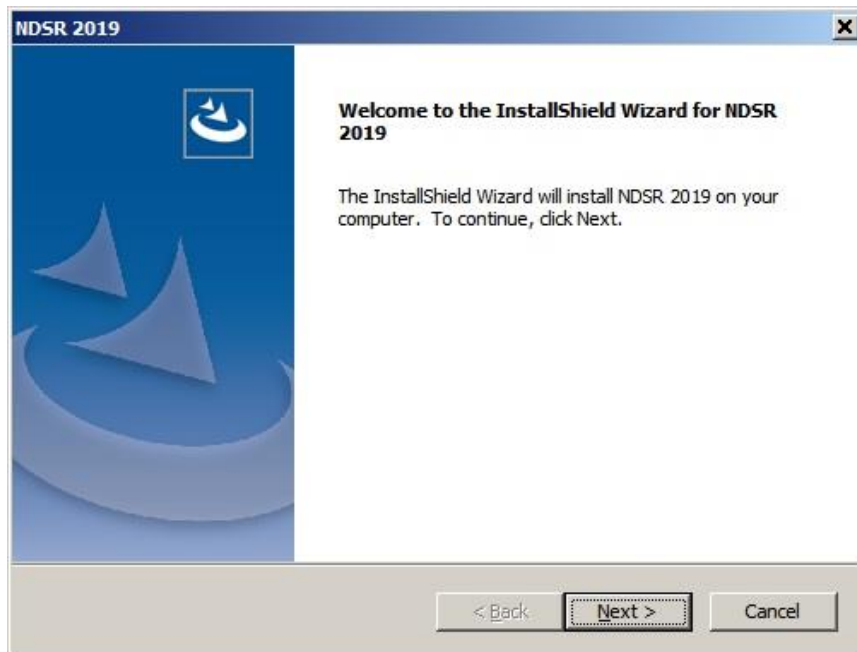 NDSR 2019
Welcome to the InstallShield Wizard for NDSR
2019
The InstallShield Wizard will install NDSR 2019 on your
computer. To continue, click Next.
< Back
Next >
Cancel